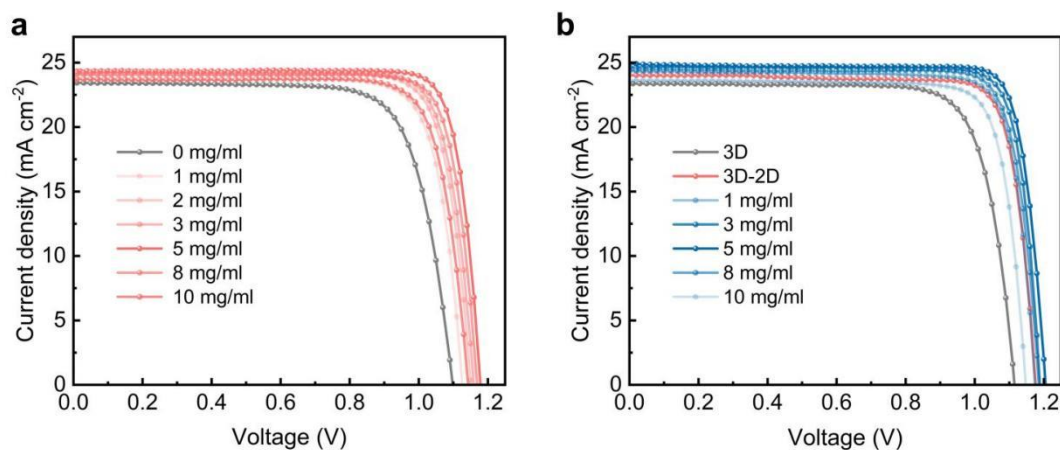 a
25
20
15
10
5
0
Current density (mA cm⁻²)
0 mg/ml
1 mg/ml
2 mg/ml
3 mg/ml
5 mg/ml
8 mg/ml
10 mg/ml
0.0 0.2 0.4 0.6 0.8 1.0 1.2
Voltage (V)
b
25
20
15
10
5
0
Current density (mA cm⁻²)
3D
3D-2D
1 mg/ml
3 mg/ml
5 mg/ml
8 mg/ml
10 mg/ml
0.0 0.2 0.4 0.6 0.8 1.0 1.2
Voltage (V)